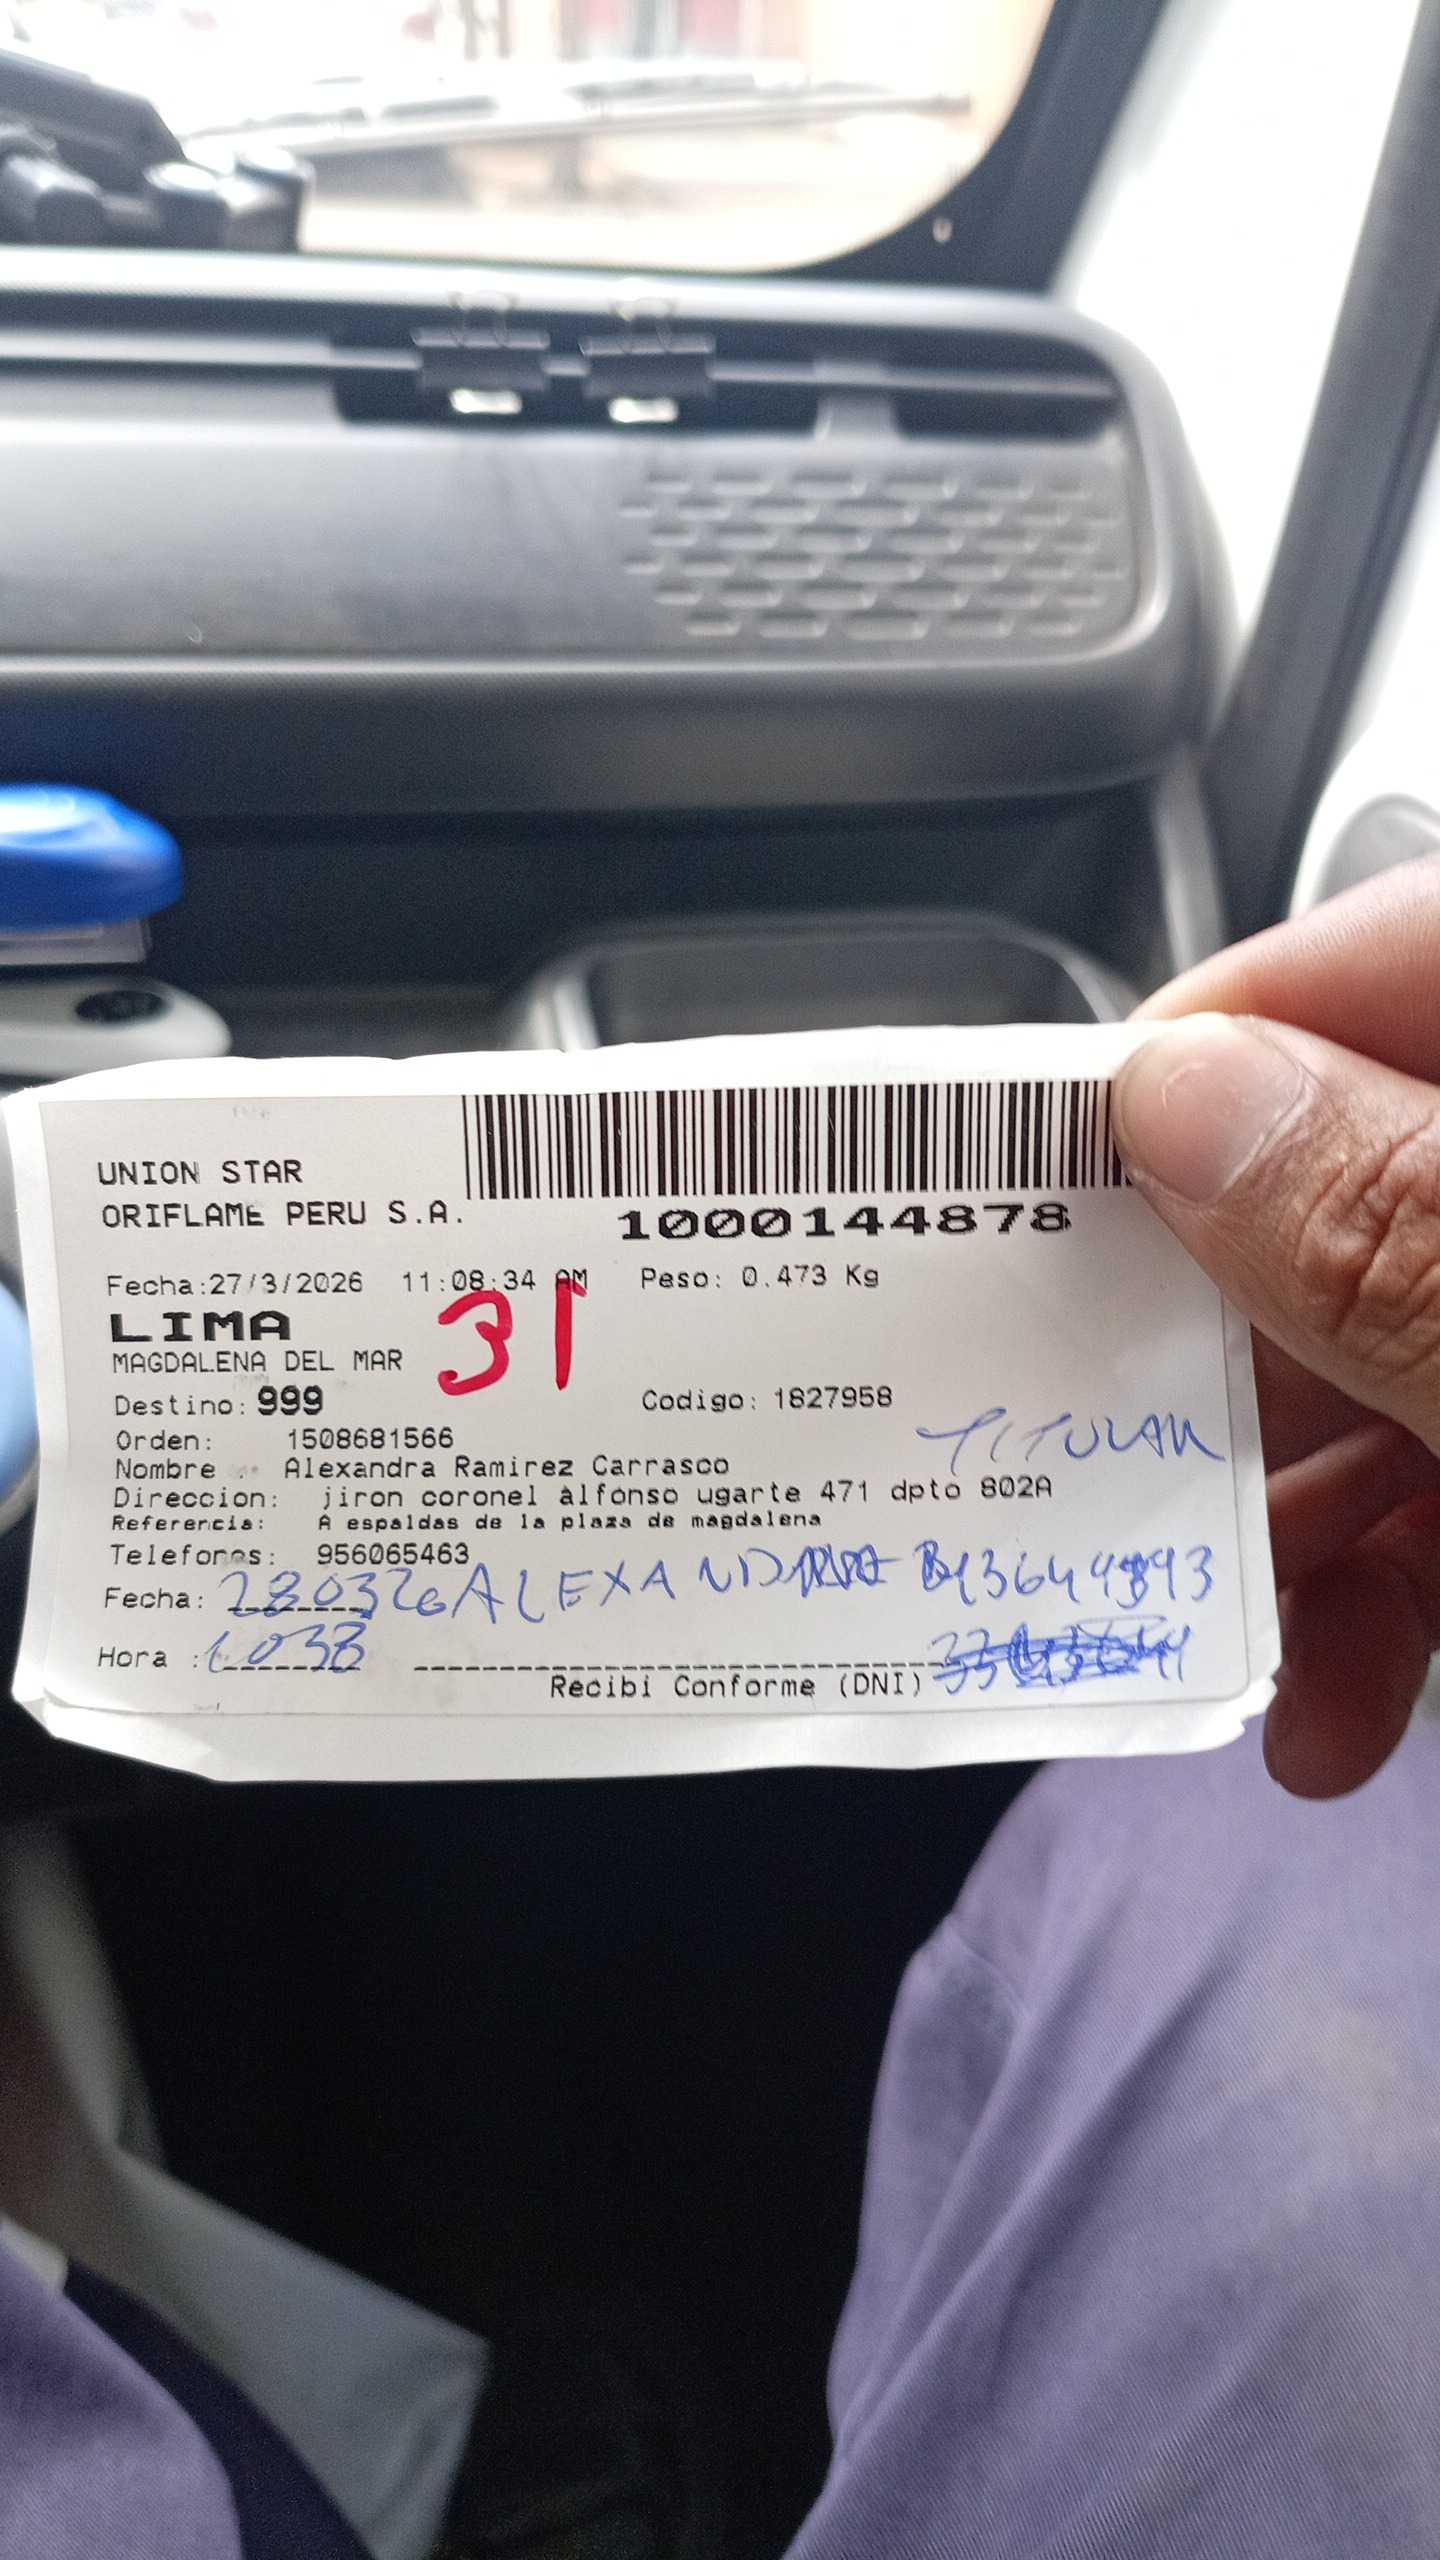 UNION STAR
ORIFLAME PERU S.A.
1000144878
Fecha:27/3/2026 11:08:34 AM Peso: 0.473 Kg
LIMA
31
MAGDALENA DEL MAR
Destino: 999 Codigo: 1827958
TITULAR
Orden: 1508681566
Nombre : Alexandra Ramirez Carrasco
Direccion: jiron coronel alfonso ugarte 471 dpto 802A
Referencia: A espaldas de la plaza de magdalena
Telefonos: 956065463
Fecha: 280326
Hora :
Recibi Conforme (DNI)